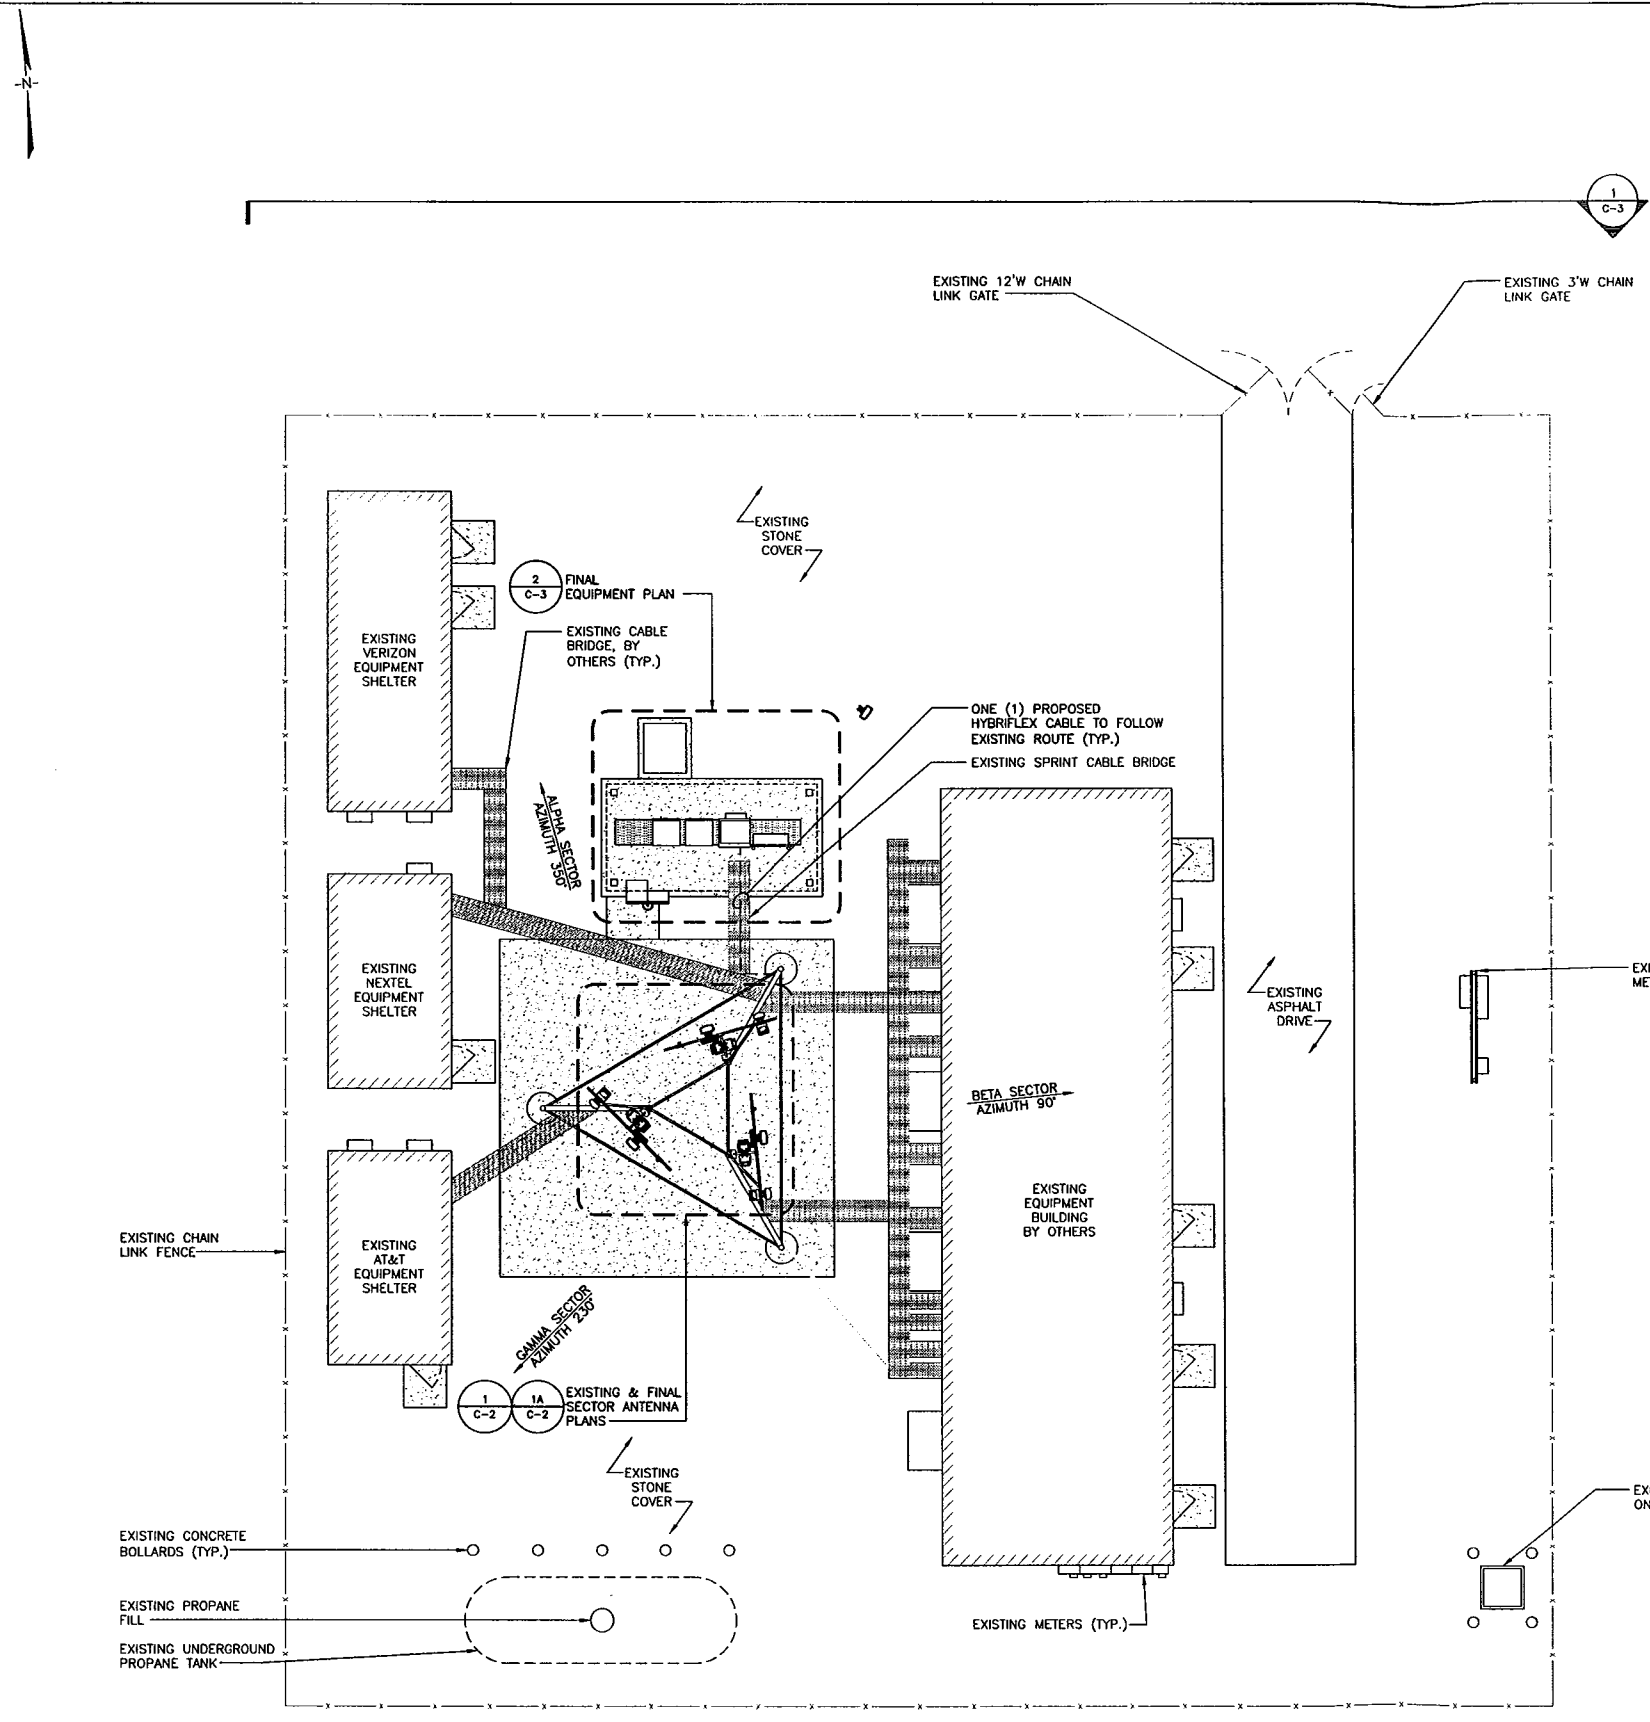 -N-
1
C-3
EXISTING 12'W CHAIN
LINK GATE
EXISTING 3'W CHAIN
LINK GATE
EXISTING
STONE
COVER
2
C-3
FINAL
EQUIPMENT PLAN
EXISTING CABLE
BRIDGE, BY
OTHERS (TYP.)
EXISTING
VERIZON
EQUIPMENT
SHELTER
ONE (1) PROPOSED
HYBRIFLEX CABLE TO FOLLOW
EXISTING ROUTE (TYP.)
EXISTING SPRINT CABLE BRIDGE
ALPHA SECTOR
AZIMUTH 350°
EXISTING
NEXTEL
EQUIPMENT
SHELTER
EXISTING
ASPHALT
DRIVE
EXI
ME
BETA SECTOR
AZIMUTH 90°
EXISTING
EQUIPMENT
BUILDING
BY OTHERS
EXISTING CHAIN
LINK FENCE
EXISTING
AT&T
EQUIPMENT
SHELTER
GAMMA SECTOR
AZIMUTH 230°
1
C-2
1A
C-2
EXISTING & FINAL
SECTOR ANTENNA
PLANS
EXISTING
STONE
COVER
EXI
ON
EXISTING CONCRETE
BOLLARDS (TYP.)
EXISTING PROPANE
FILL
EXISTING METERS (TYP.)
EXISTING UNDERGROUND
PROPANE TANK